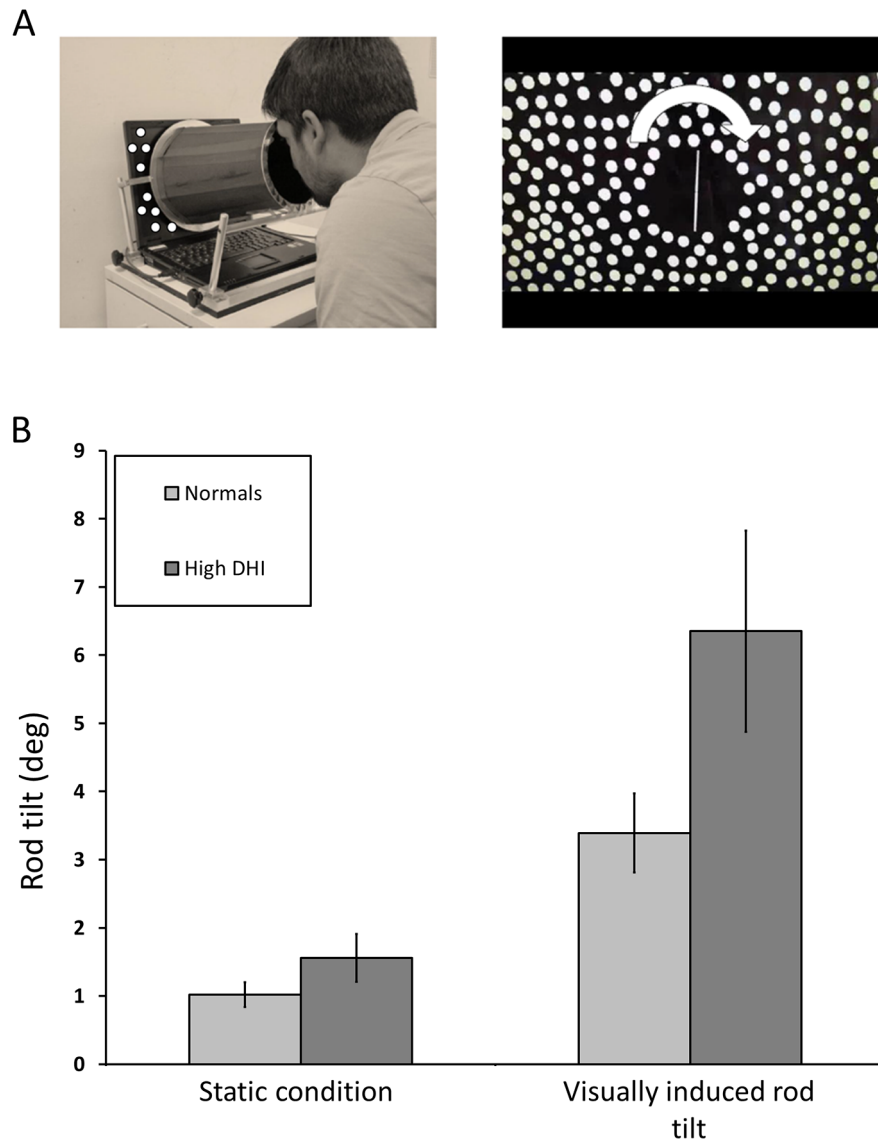 A
B
9
8
7
6
5
4
3
2
1
0
Rod tilt (deg)
Normals
High DHI
Static condition
Visually induced rod
tilt